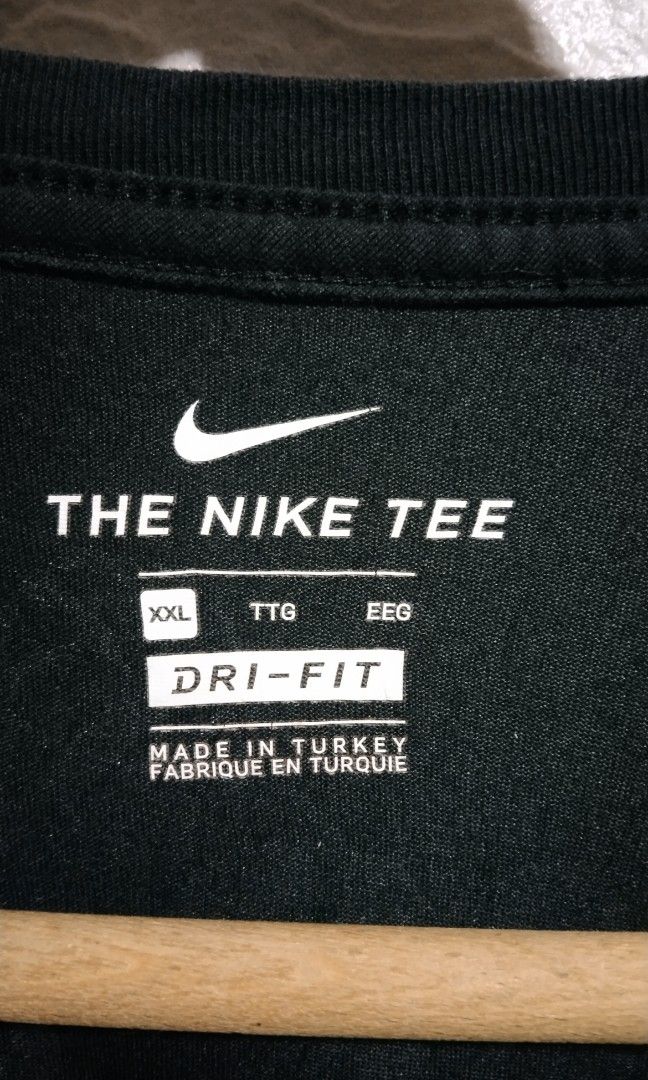 THE NIKE TEE
XXL TTG EEG
DRI-FIT
MADE IN TURKEY
FABRIQUE EN TURQUIE